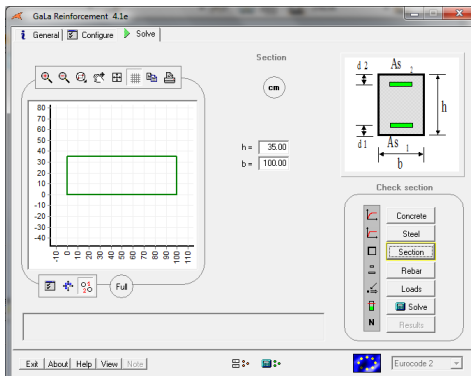 GaLa Reinforcement 4.1e
General Configure Solve
Section
cm
h = 35.00
b = 100.00
80
70
60
50
40
30
20
10
0
-10
-20
-30
-40
-10 0 10 20 30 40 50 60 70 80 90 100 110
Full
d 2 As 2
h
d1 As 1
b
Check section
Concrete
Steel
Section
Rebar
Loads
Solve
N Results
Exit About Help View Note
Eurocode 2